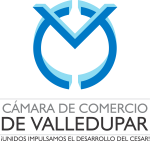 CÁMARA DE COMERCIO
DE VALLEDUPAR
¡UNIDOS IMPULSAMOS EL DESARROLLO DEL CESAR!